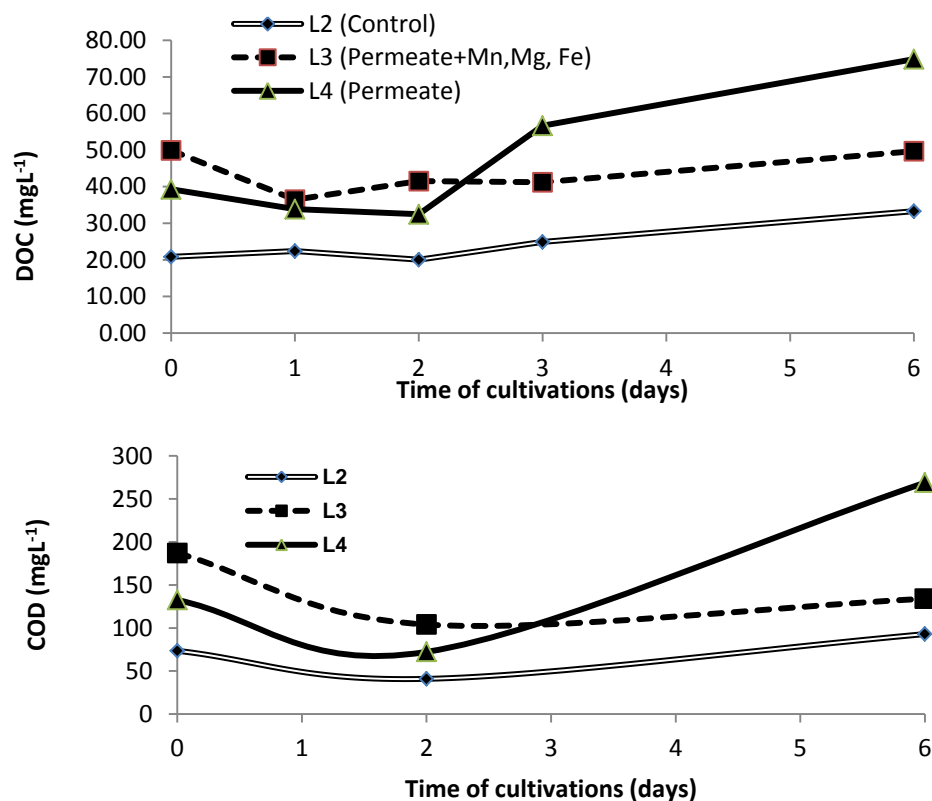 L2 (Control)
L3 (Permeate+Mn,Mg, Fe)
L4 (Permeate)
80.00
70.00
60.00
50.00
40.00
30.00
20.00
10.00
0.00
DOC (mgL⁻¹)
0 1 2 3 4 5 6
Time of cultivations (days)
L2
L3
L4
300
250
200
150
100
50
0
COD (mgL⁻¹)
0 2 4 6
Time of cultivations (days)